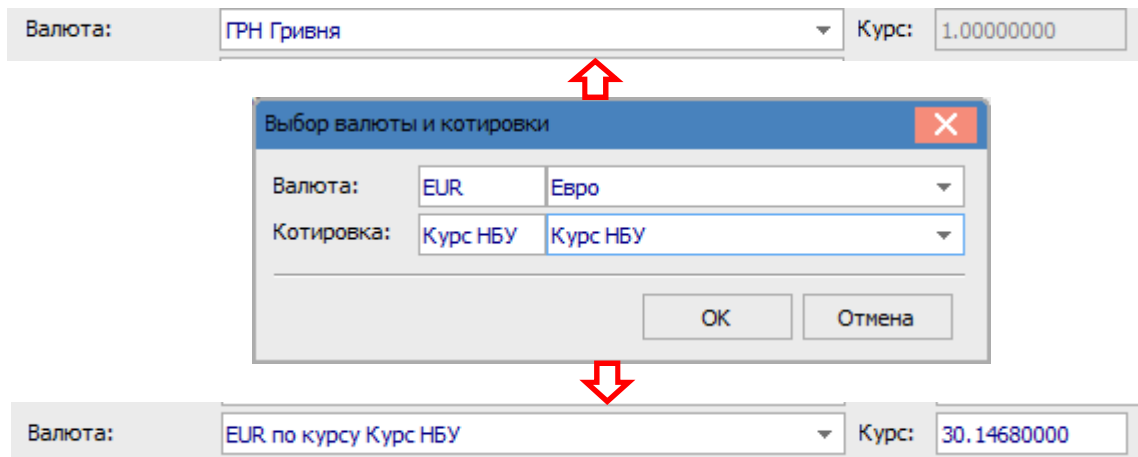 Валюта: ГРН Гривня Курс: 1.00000000
Выбор валюты и котировки
Валюта: EUR Евро
Котировка: Курс НБУ Курс НБУ
OK Отмена
Валюта: EUR по курсу Курс НБУ Курс: 30.14680000